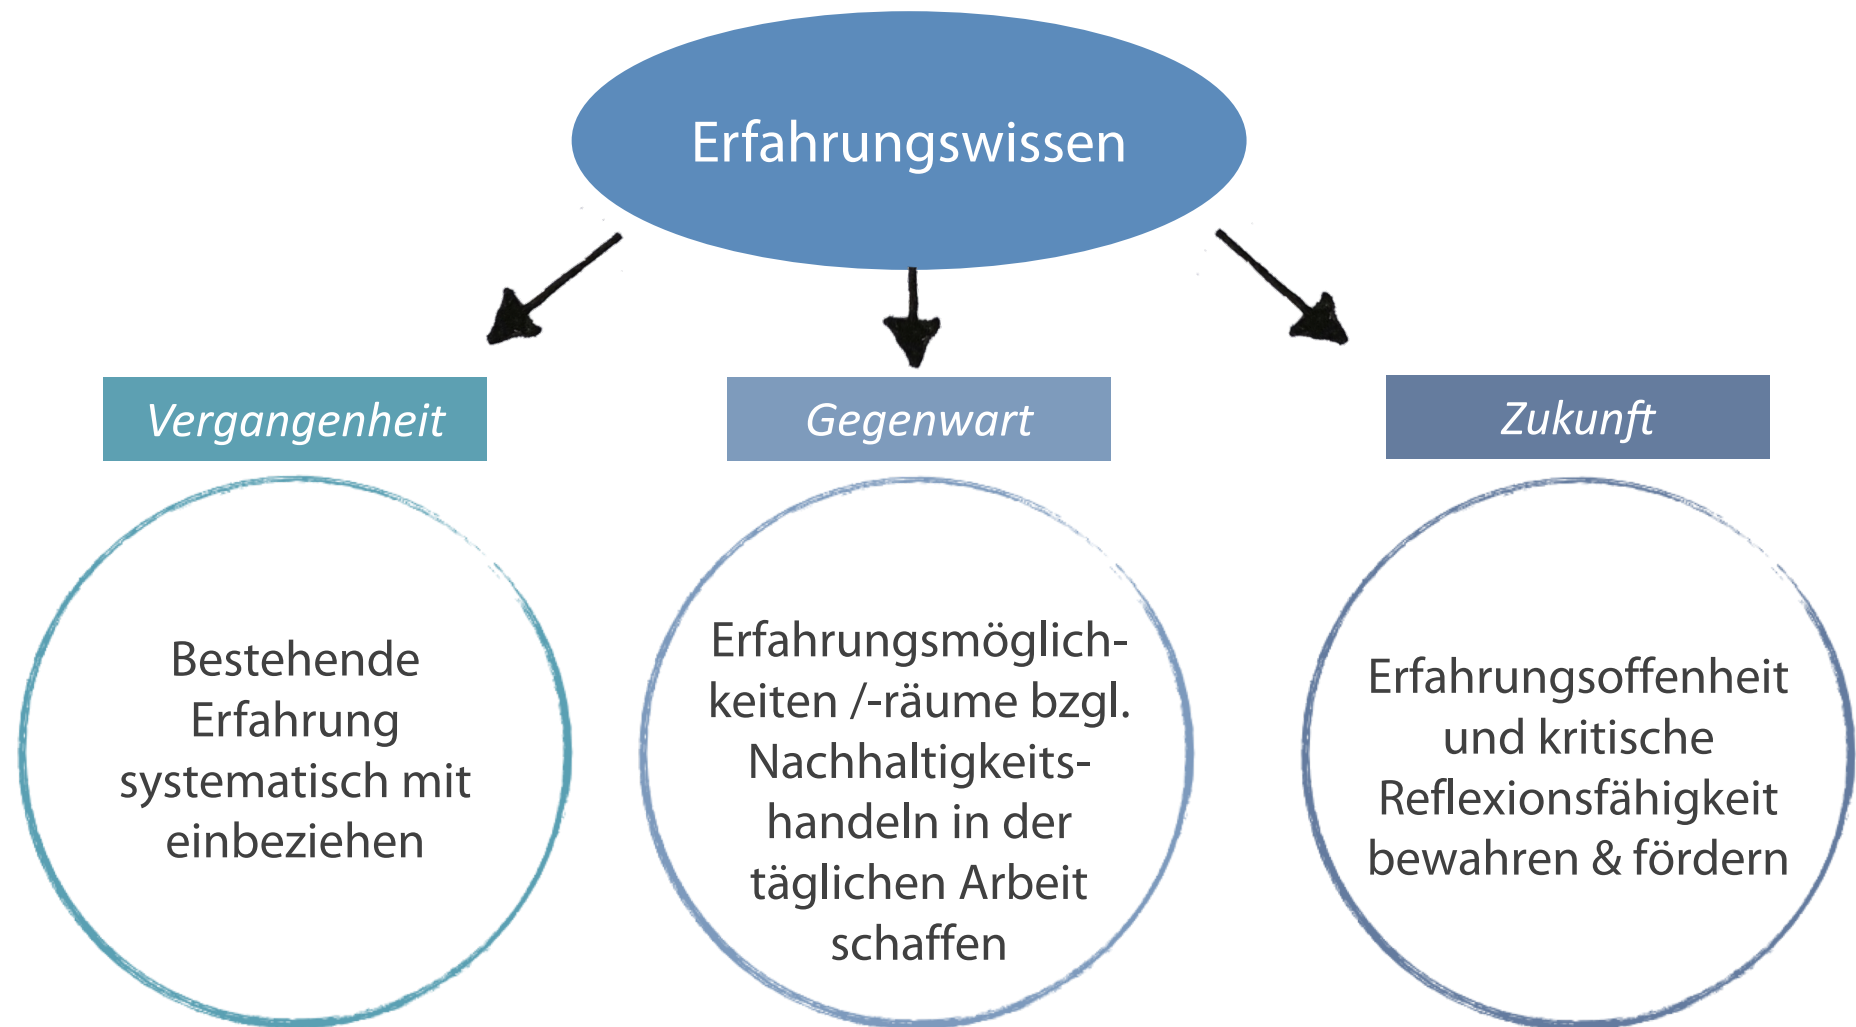 Erfahrungswissen
Vergangenheit
Bestehende
Erfahrung
systematisch mit
einbeziehen
Gegenwart
Erfahrungsmöglich-
keiten /-räume bzgl.
Nachhaltigkeits-
handeln in der
täglichen Arbeit
schaffen
Zukunft
Erfahrungsoffenheit
und kritische
Reflexionsfähigkeit
bewahren & fördern